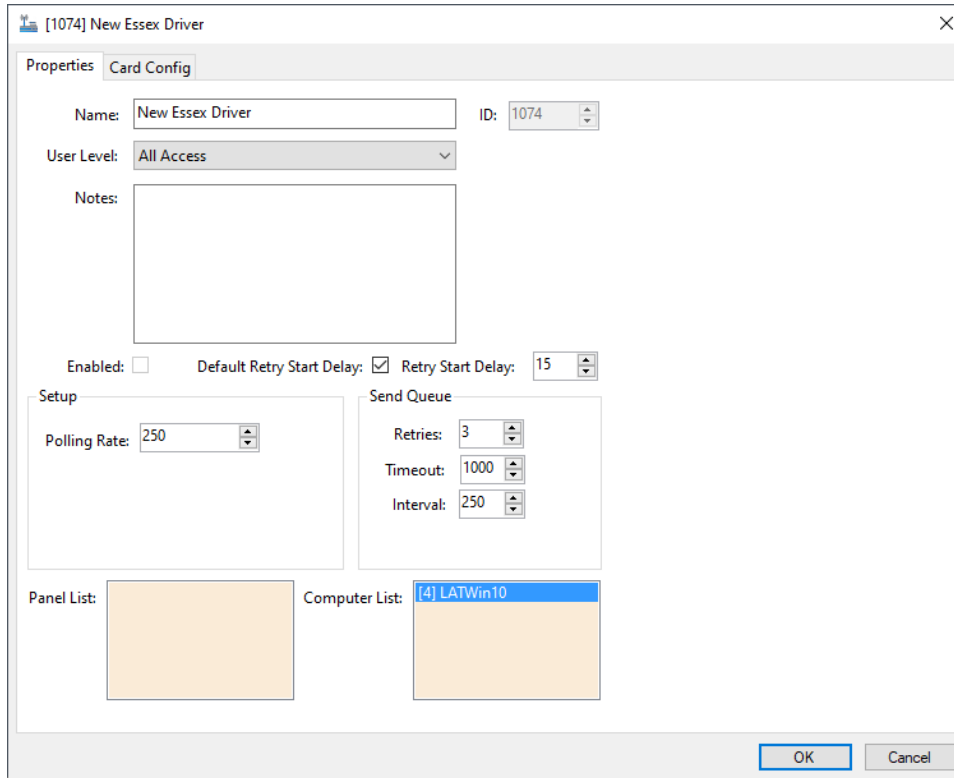 [1074] New Essex Driver
Properties Card Config
Name: New Essex Driver ID: 1074
User Level: All Access
Notes:
Enabled: Default Retry Start Delay: Retry Start Delay: 15
Setup Send Queue
Polling Rate: 250 Retries: 3
Timeout: 1000
Interval: 250
Panel List: Computer List: [4] LATWin10
OK Cancel